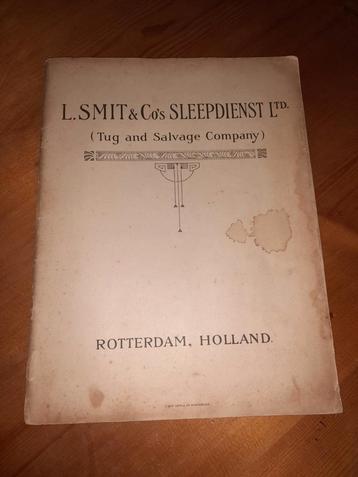 L. SMIT & Co's SLEEPDIENST LTD.
(Tug and Salvage Company)
ROTTERDAM, HOLLAND.